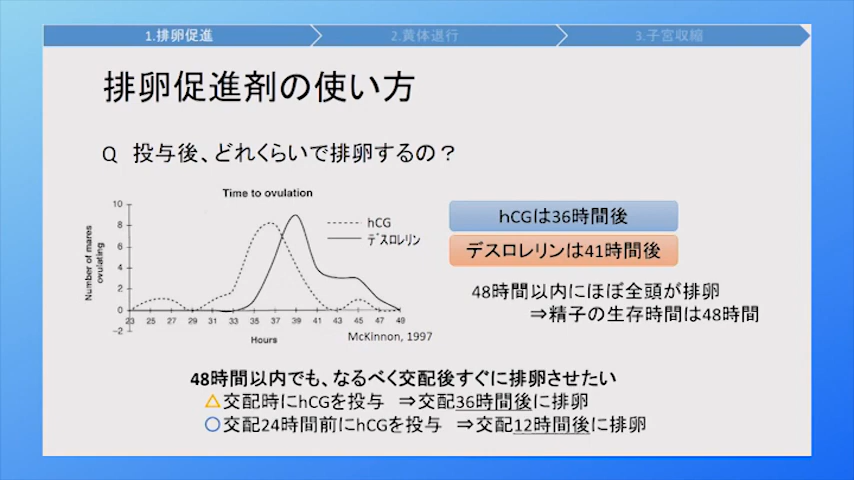 1.排卵促進
2.黄体退行
3.子宮収縮
排卵促進剤の使い方
Q 投与後、どれくらいで排卵するの？
Time to ovulation
hCG
デスロレリン
Number of mares
ovulating
10
8
6
4
2
0
-2
23 25 27 29 31 33 35 37 39 41 43 45 47 49
Hours
McKinnon, 1997
hCGは36時間後
デスロレリンは41時間後
48時間以内にほぼ全頭が排卵
⇒精子の生存時間は48時間
48時間以内でも、なるべく交配後すぐに排卵させたい
△交配時にhCGを投与 ⇒交配36時間後に排卵
○交配24時間前にhCGを投与 ⇒交配12時間後に排卵